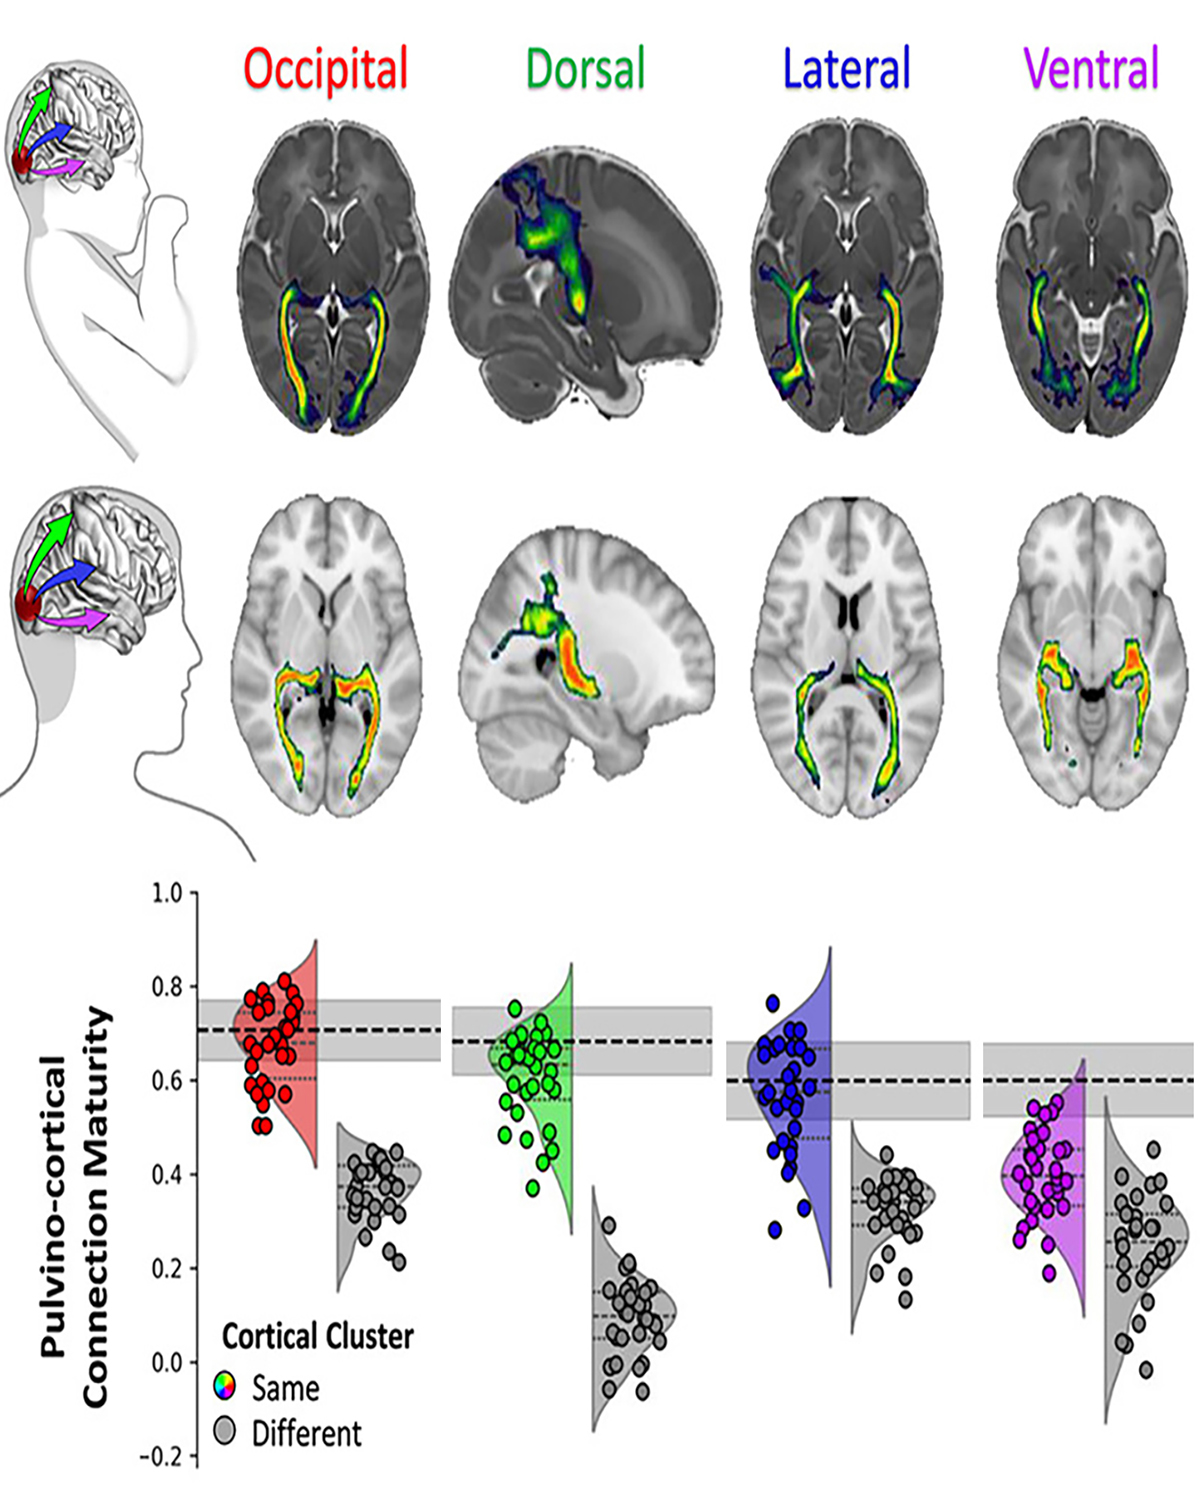 Occipital Dorsal Lateral Ventral
1.0
0.8
0.6
0.4
0.2
0.0
−0.2
Pulvino-cortical
Connection Maturity
Cortical Cluster
Same
Different